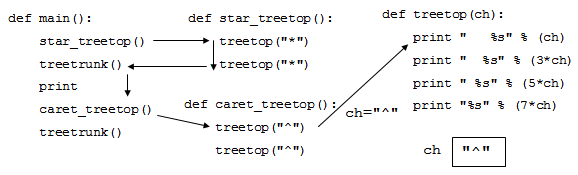 def main():
    star_treetop()
    treetrunk()
    print
    caret_treetop()
    treetrunk()
def star_treetop():
    treetop("*")
    treetop("*")
def caret_treetop():
    treetop("^")
    treetop("^")
ch="^"
def treetop(ch):
    print "   %s" % (ch)
    print "  %s" % (3*ch)
    print " %s" % (5*ch)
    print "%s" % (7*ch)
ch "^"